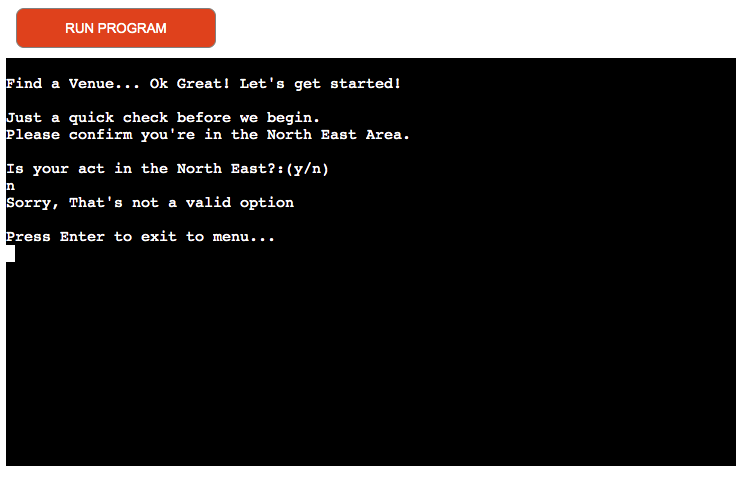 RUN PROGRAM
Find a Venue... Ok Great! Let's get started!
Just a quick check before we begin.
Please confirm you're in the North East Area.
Is your act in the North East?:(y/n)
n
Sorry, That's not a valid option
Press Enter to exit to menu...